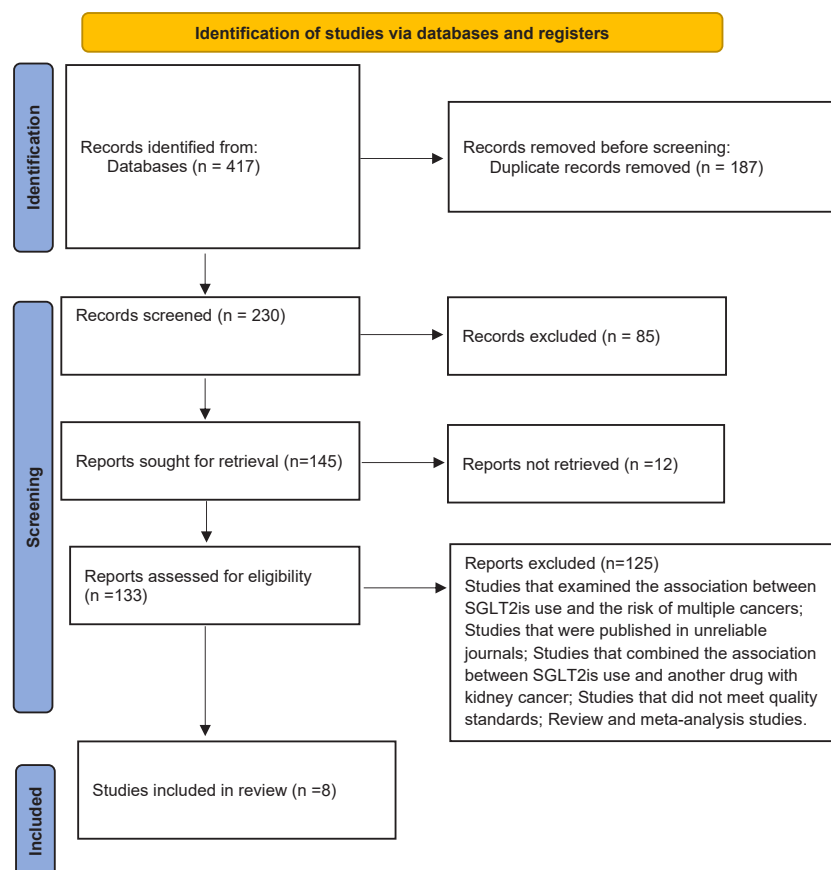 Identification of studies via databases and registers
Identification
Records identified from:
Databases (n = 417)
Records removed before screening:
Duplicate records removed (n = 187)
Screening
Records screened (n = 230)
Records excluded (n = 85)
Reports sought for retrieval (n=145)
Reports not retrieved (n =12)
Reports assessed for eligibility
(n =133)
Reports excluded (n=125)
Studies that examined the association between
SGLT2is use and the risk of multiple cancers;
Studies that were published in unreliable
journals; Studies that combined the association
between SGLT2is use and another drug with
kidney cancer; Studies that did not meet quality
standards; Review and meta-analysis studies.
Included
Studies included in review (n =8)